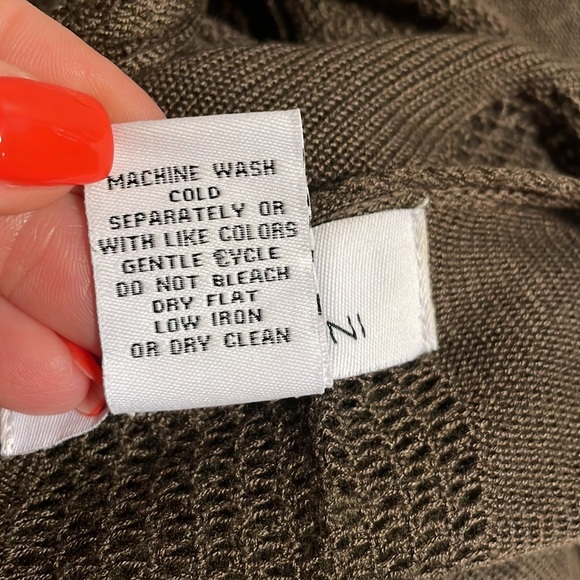 MACHINE WASH
COLD
SEPARATELY OR
WITH LIKE COLORS
GENTLE CYCLE
DO NOT BLEACH
DRY FLAT
LOW IRON
OR DRY CLEAN